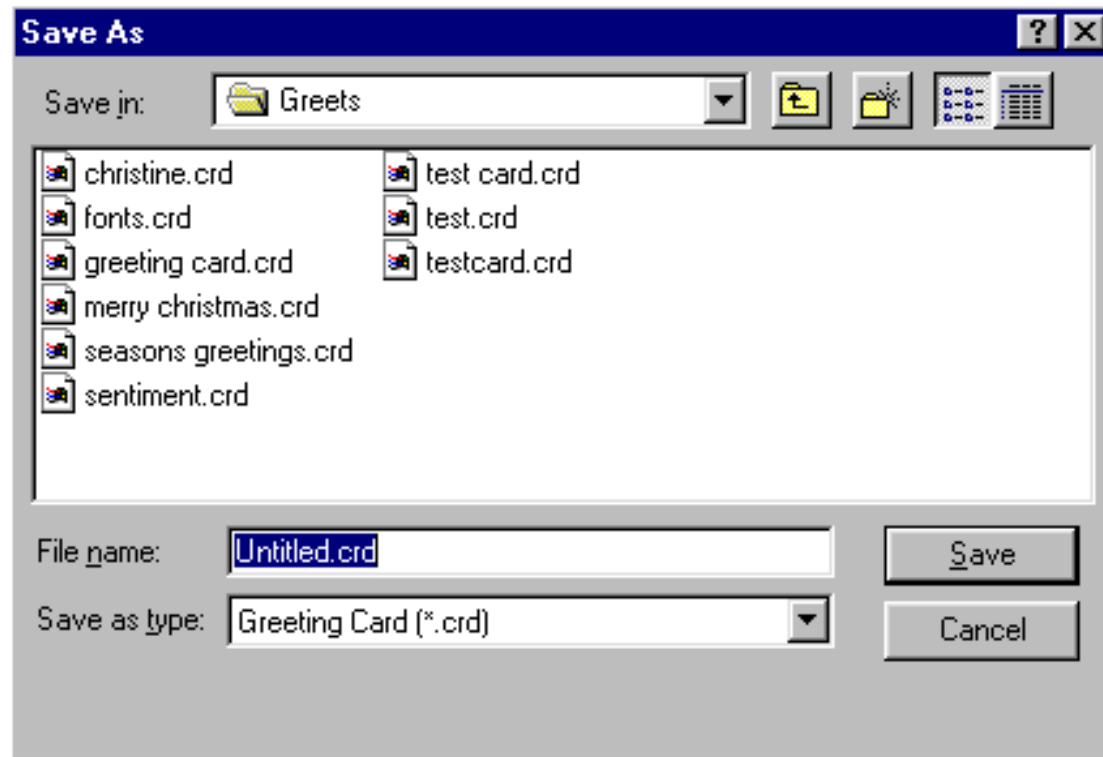 Save As
Save in: Greets
christine.crd
fonts.crd
greeting card.crd
merry christmas.crd
seasons greetings.crd
sentiment.crd
test card.crd
test.crd
testcard.crd
File name: Untitled.crd
Save
Save as type: Greeting Card (*.crd)
Cancel